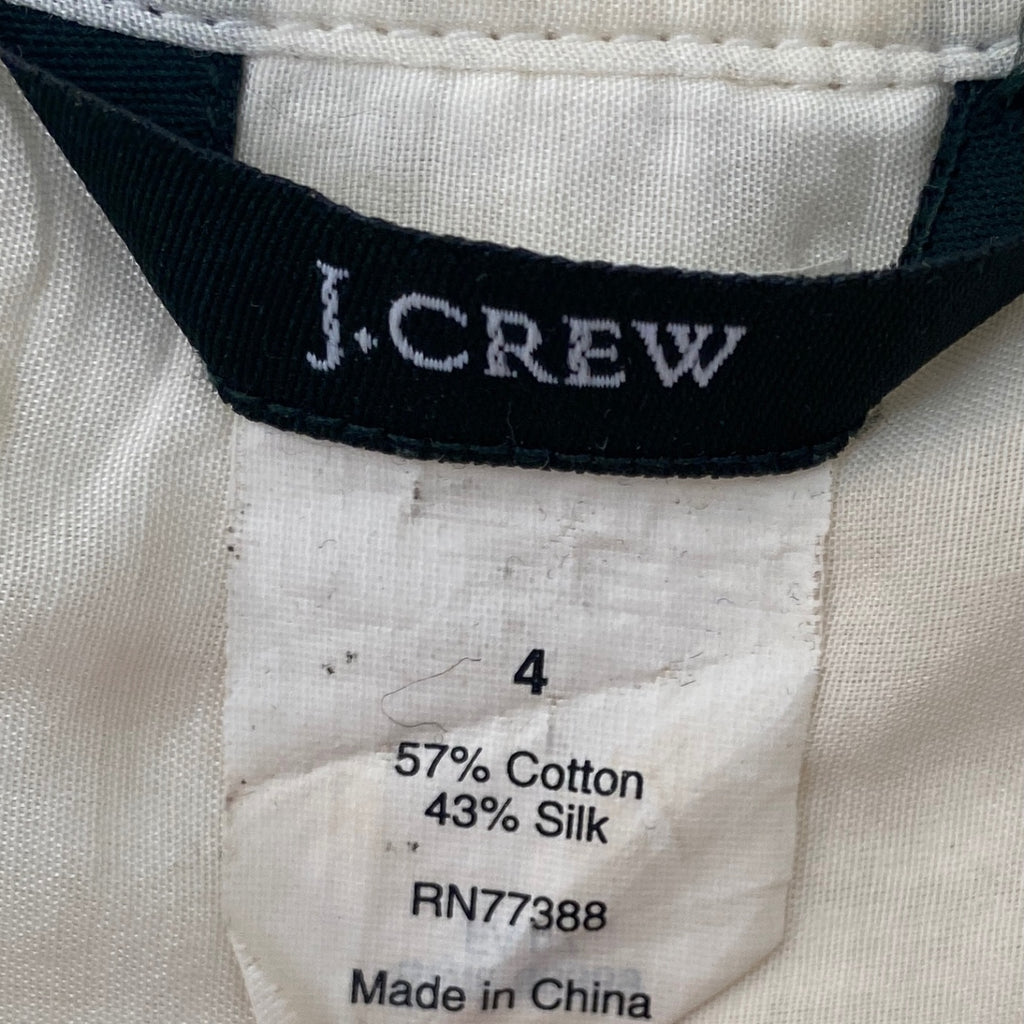 J.CREW
4
57% Cotton
43% Silk
RN77388
Made in China